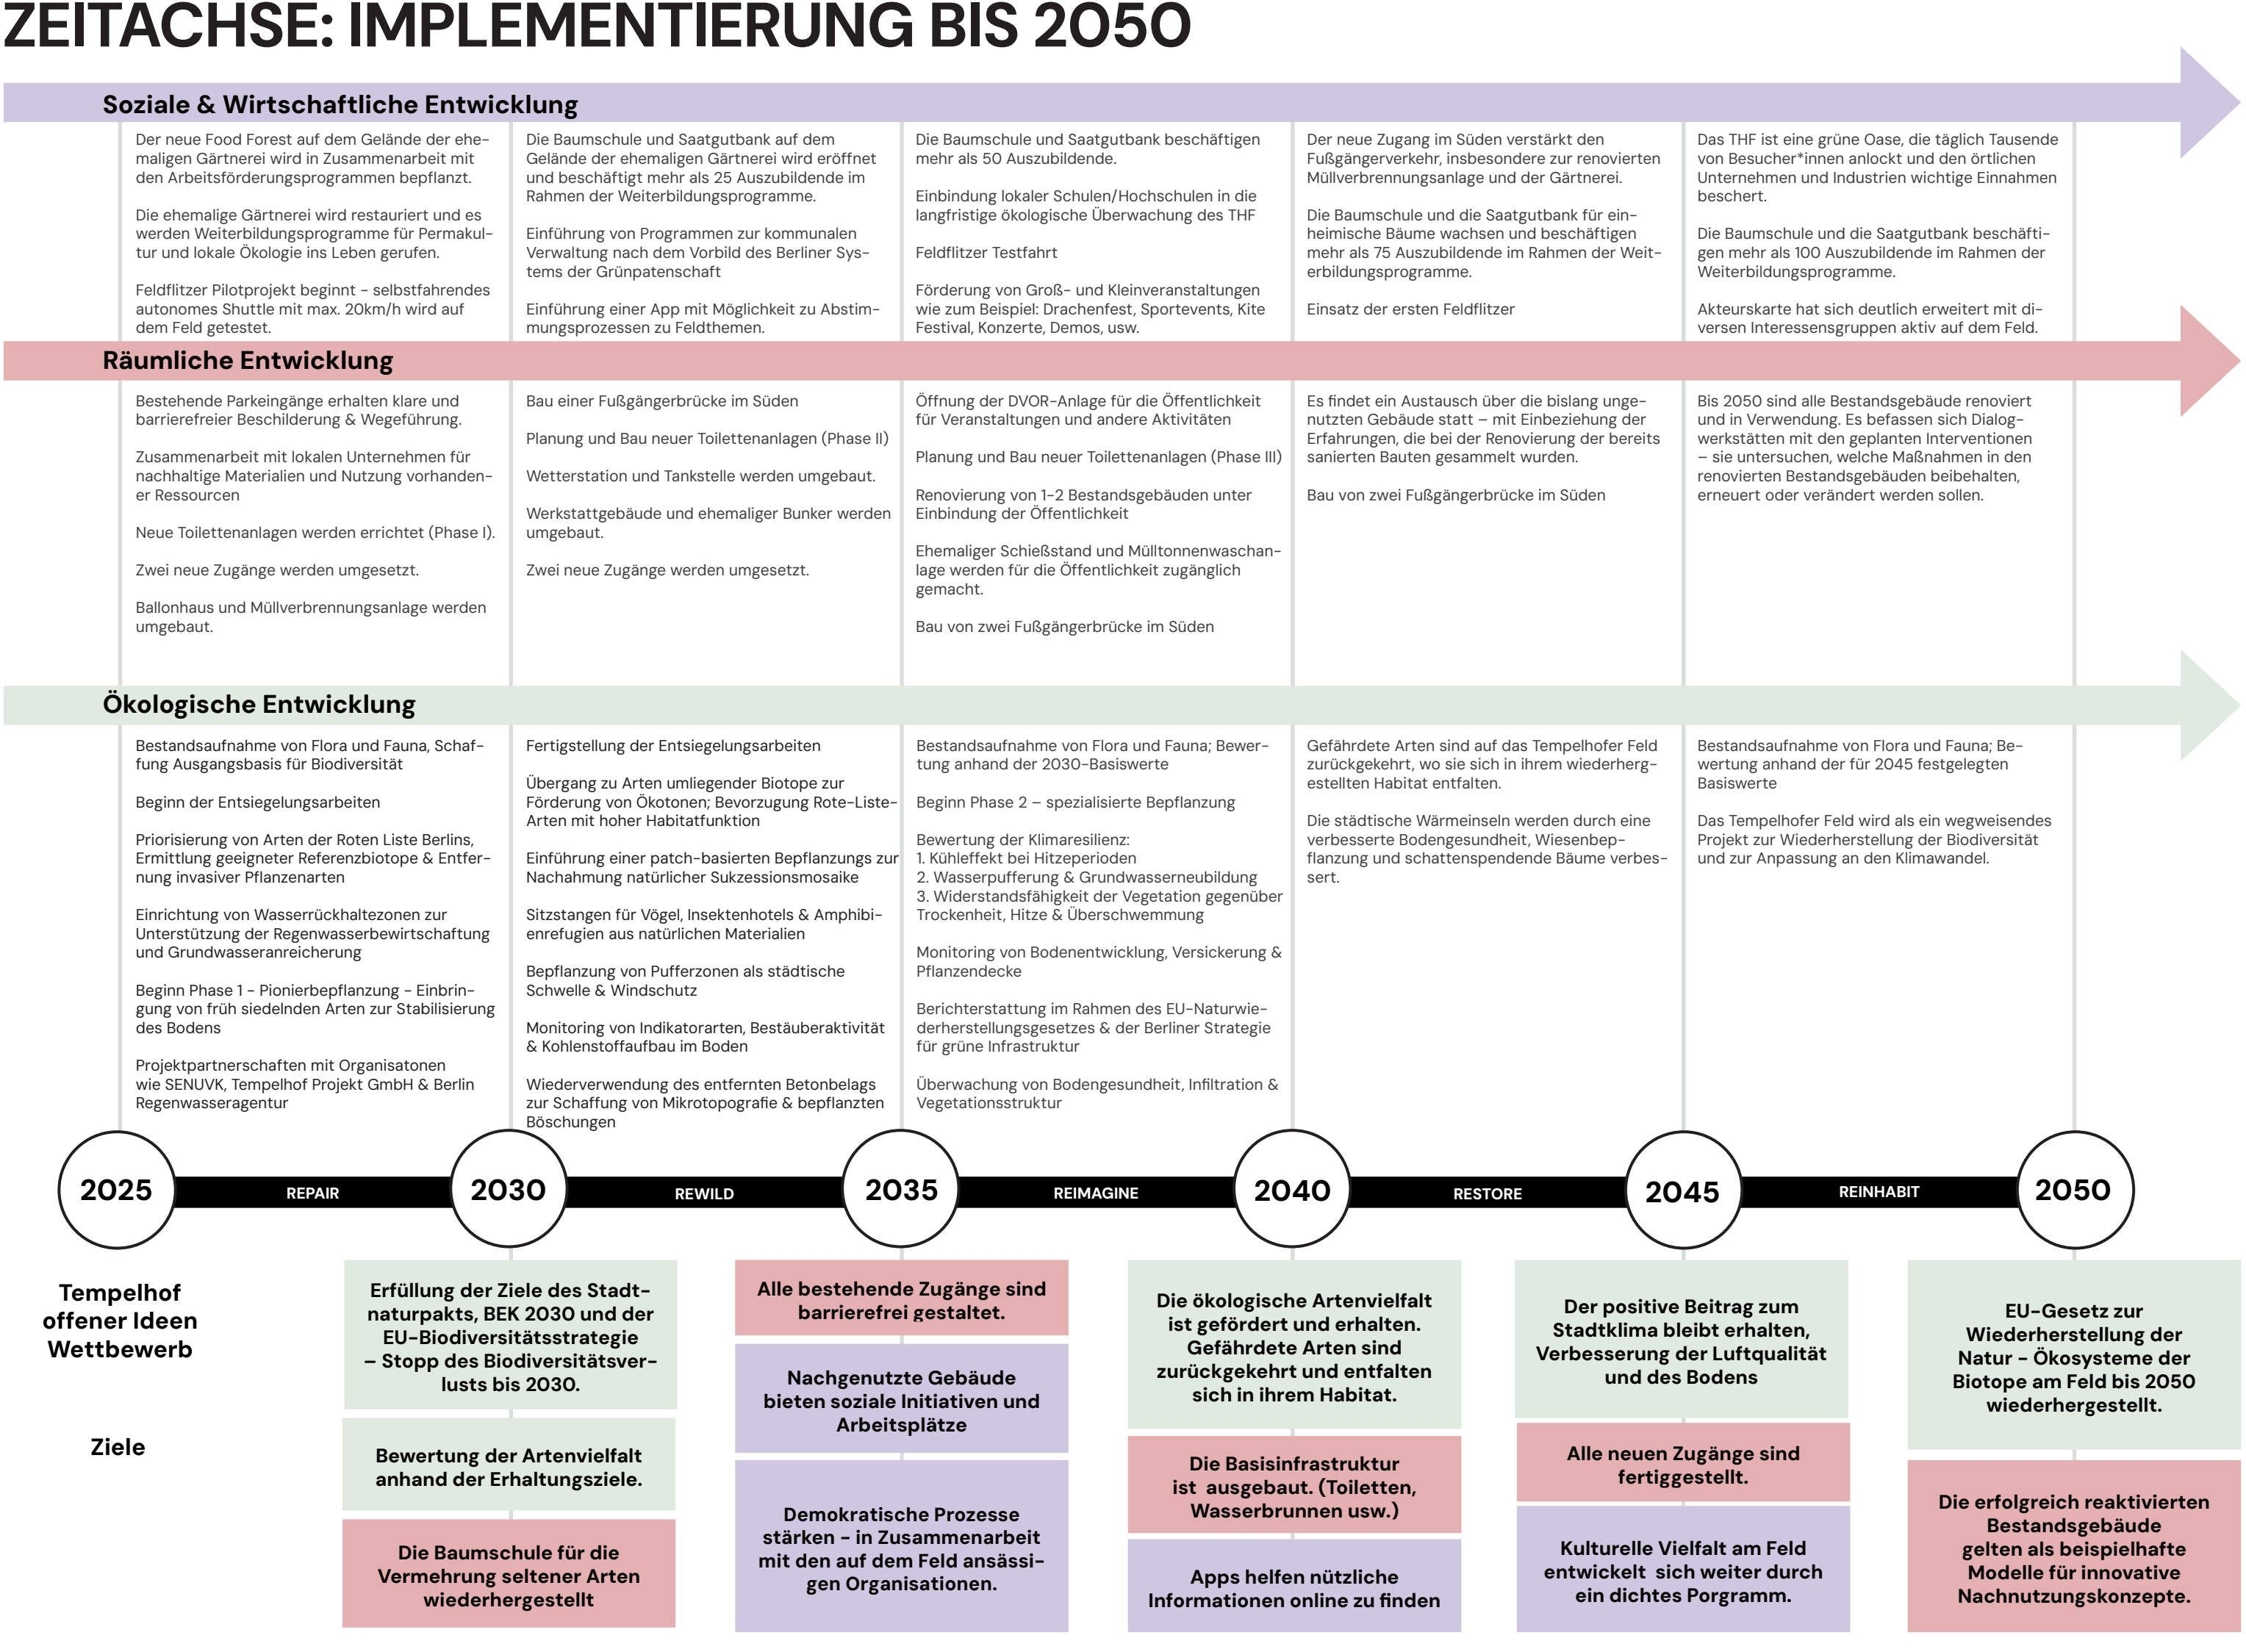 ZEITACHSE: IMPLEMENTIERUNG BIS 2050
Soziale & Wirtschaftliche Entwicklung
Der neue Food Forest auf dem Gelände der ehe-
maligen Gärtnerei wird in Zusammenarbeit mit
den Arbeitsförderungsprogrammen bepflanzt.
Die ehemalige Gärtnerei wird restauriert und es
werden Weiterbildungsprogramme für Permakul-
tur und lokale Ökologie ins Leben gerufen.
Feldflitzer Pilotprojekt beginnt - selbstfahrendes
autonomes Shuttle mit max. 20km/h wird auf
dem Feld getestet.
Die Baumschule und Saatgutbank auf dem
Gelände der ehemaligen Gärtnerei wird eröffnet
und beschäftigt mehr als 25 Auszubildende im
Rahmen der Weiterbildungsprogramme.
Einführung von Programmen zur kommunalen
Verwaltung nach dem Vorbild des Berliner Sys-
tems der Grünpatenschaft
Einführung einer App mit Möglichkeit zu Abstim-
mungsprozessen zu Feldthemen.
Die Baumschule und Saatgutbank beschäftigen
mehr als 50 Auszubildende.
Einbindung lokaler Schulen/Hochschulen in die
langfristige ökologische Überwachung des THF
Feldflitzer Testfahrt
Förderung von Groß- und Kleinveranstaltungen
wie zum Beispiel: Drachenfest, Sportevents, Kite
Festival, Konzerte, Demos, usw.
Der neue Zugang im Süden verstärkt den
Fußgängerverkehr, insbesondere zur renovierten
Müllverbrennungsanlage und der Gärtnerei.
Die Baumschule und die Saatgutbank für ein-
heimische Bäume wachsen und beschäftigen
mehr als 75 Auszubildende im Rahmen der Weit-
erbildungsprogramme.
Einsatz der ersten Feldflitzer
Das THF ist eine grüne Oase, die täglich Tausende
von Besucher*innen anlockt und den örtlichen
Unternehmen und Industrien wichtige Einnahmen
beschert.
Die Baumschule und die Saatgutbank beschäfti-
gen mehr als 100 Auszubildende im Rahmen der
Weiterbildungsprogramme.
Akteurskarte hat sich deutlich erweitert mit di-
versen Interessensgruppen aktiv auf dem Feld.
Räumliche Entwicklung
Bestehende Parkeingänge erhalten klare und
barrierefreier Beschilderung & Wegeführung.
Zusammenarbeit mit lokalen Unternehmen für
nachhaltige Materialien und Nutzung vorhanden-
er Ressourcen
Neue Toilettenanlagen werden errichtet (Phase I).
Zwei neue Zugänge werden umgesetzt.
Ballonhaus und Müllverbrennungsanlage werden
umgebaut.
Bau einer Fußgängerbrücke im Süden
Planung und Bau neuer Toilettenanlagen (Phase II)
Wetterstation und Tankstelle werden umgebaut.
Werkstattgebäude und ehemaliger Bunker werden
umgebaut.
Zwei neue Zugänge werden umgesetzt.
Öffnung der DVOR-Anlage für die Öffentlichkeit
für Veranstaltungen und andere Aktivitäten
Planung und Bau neuer Toilettenanlagen (Phase III)
Renovierung von 1-2 Bestandsgebäuden unter
Einbindung der Öffentlichkeit
Ehemaliger Schießstand und Mülltonnenwaschan-
lage werden für die Öffentlichkeit zugänglich
gemacht.
Bau von zwei Fußgängerbrücke im Süden
Es findet ein Austausch über die bislang unge-
nutzten Gebäude statt – mit Einbeziehung der
Erfahrungen, die bei der Renovierung der bereits
sanierten Bauten gesammelt wurden.
Bau von zwei Fußgängerbrücke im Süden
Bis 2050 sind alle Bestandsgebäude renoviert
und in Verwendung. Es befassen sich Dialog-
werkstätten mit den geplanten Interventionen
– sie untersuchen, welche Maßnahmen in den
renovierten Bestandsgebäuden beibehalten,
erneuert oder verändert werden sollen.
Ökologische Entwicklung
Bestandsaufnahme von Flora und Fauna, Schaf-
fung Ausgangsbasis für Biodiversität
Beginn der Entsiegelungsarbeiten
Priorisierung von Arten der Roten Liste Berlins,
Ermittlung geeigneter Referenzbiotope & Entfer-
nung invasiver Pflanzenarten
Einrichtung von Wasserrückhaltezonen zur
Unterstützung der Regenwasserbewirtschaftung
und Grundwasseranreicherung
Beginn Phase 1 - Pionierbepflanzung - Einbrin-
gung von früh siedelnden Arten zur Stabilisierung
des Bodens
Projektpartnerschaften mit Organisatonen
wie SENUVK, Tempelhof Projekt GmbH & Berlin
Regenwasseragentur
Fertigstellung der Entsiegelungsarbeiten
Übergang zu Arten umliegender Biotope zur
Förderung von Ökotonen; Bevorzugung Rote-Liste-
Arten mit hoher Habitatfunktion
Einführung einer patch-basierten Bepflanzungs zur
Nachahmung natürlicher Sukzessionsmosaike
Sitzstangen für Vögel, Insektenhotels & Amphibi-
enrefugien aus natürlichen Materialien
Bepflanzung von Pufferzonen als städtische
Schwelle & Windschutz
Monitoring von Indikatorarten, Bestäuberaktivität
& Kohlenstoffaufbau im Boden
Wiederverwendung des entfernten Betonbelags
zur Schaffung von Mikrotopografie & bepflanzten
Böschungen
Bestandsaufnahme von Flora und Fauna; Bewer-
tung anhand der 2030-Basiswerte
Beginn Phase 2 – spezialisierte Bepflanzung
Bewertung der Klimaresilienz:
1. Kühleffekt bei Hitzeperioden
2. Wasserpufferung & Grundwasserneubildung
3. Widerstandsfähigkeit der Vegetation gegenüber
Trockenheit, Hitze & Überschwemmung
Monitoring von Bodenentwicklung, Versickerung &
Pflanzendecke
Berichterstattung im Rahmen des EU-Naturwie-
derherstellungsgesetzes & der Berliner Strategie
für grüne Infrastruktur
Überwachung von Bodengesundheit, Infiltration &
Vegetationsstruktur
Gefährdete Arten sind auf das Tempelhofer Feld
zurückgekehrt, wo sie sich in ihrem wiederherg-
estellten Habitat entfalten.
Die städtische Wärmeinseln werden durch eine
verbesserte Bodengesundheit, Wiesenbep-
flanzung und schattenspendende Bäume verbes-
sert.
Bestandsaufnahme von Flora und Fauna; Be-
wertung anhand der für 2045 festgelegten
Basiswerte
Das Tempelhofer Feld wird als ein wegweisendes
Projekt zur Wiederherstellung der Biodiversität
und zur Anpassung an den Klimawandel.
2025 REPAIR 2030 REWILD 2035 REIMAGINE 2040 RESTORE 2045 REINHABIT 2050
Tempelhof
offener Ideen
Wettbewerb
Ziele
Erfüllung der Ziele des Stadt-
naturpakts, BEK 2030 und der
EU-Biodiversitätsstrategie
– Stopp des Biodiversitätsver-
lusts bis 2030.
Bewertung der Artenvielfalt
anhand der Erhaltungsziele.
Die Baumschule für die
Vermehrung seltener Arten
wiederhergestellt
Alle bestehende Zugänge sind
barrierefrei gestaltet.
Nachgenutzte Gebäude
bieten soziale Initiativen und
Arbeitsplätze
Demokratische Prozesse
stärken - in Zusammenarbeit
mit den auf dem Feld ansässi-
gen Organisationen.
Die ökologische Artenvielfalt
ist gefördert und erhalten.
Gefährdete Arten sind
zurückgekehrt und entfalten
sich in ihrem Habitat.
Die Basisinfrastruktur
ist ausgebaut. (Toiletten,
Wasserbrunnen usw.)
Apps helfen nützliche
Informationen online zu finden
Der positive Beitrag zum
Stadtklima bleibt erhalten,
Verbesserung der Luftqualität
und des Bodens
Alle neuen Zugänge sind
fertiggestellt.
Kulturelle Vielfalt am Feld
entwickelt sich weiter durch
ein dichtes Porgramm.
EU-Gesetz zur
Wiederherstellung der
Natur - Ökosysteme der
Biotope am Feld bis 2050
wiederhergestellt.
Die erfolgreich reaktivierten
Bestandsgebäude
gelten als beispielhafte
Modelle für innovative
Nachnutzungskonzepte.